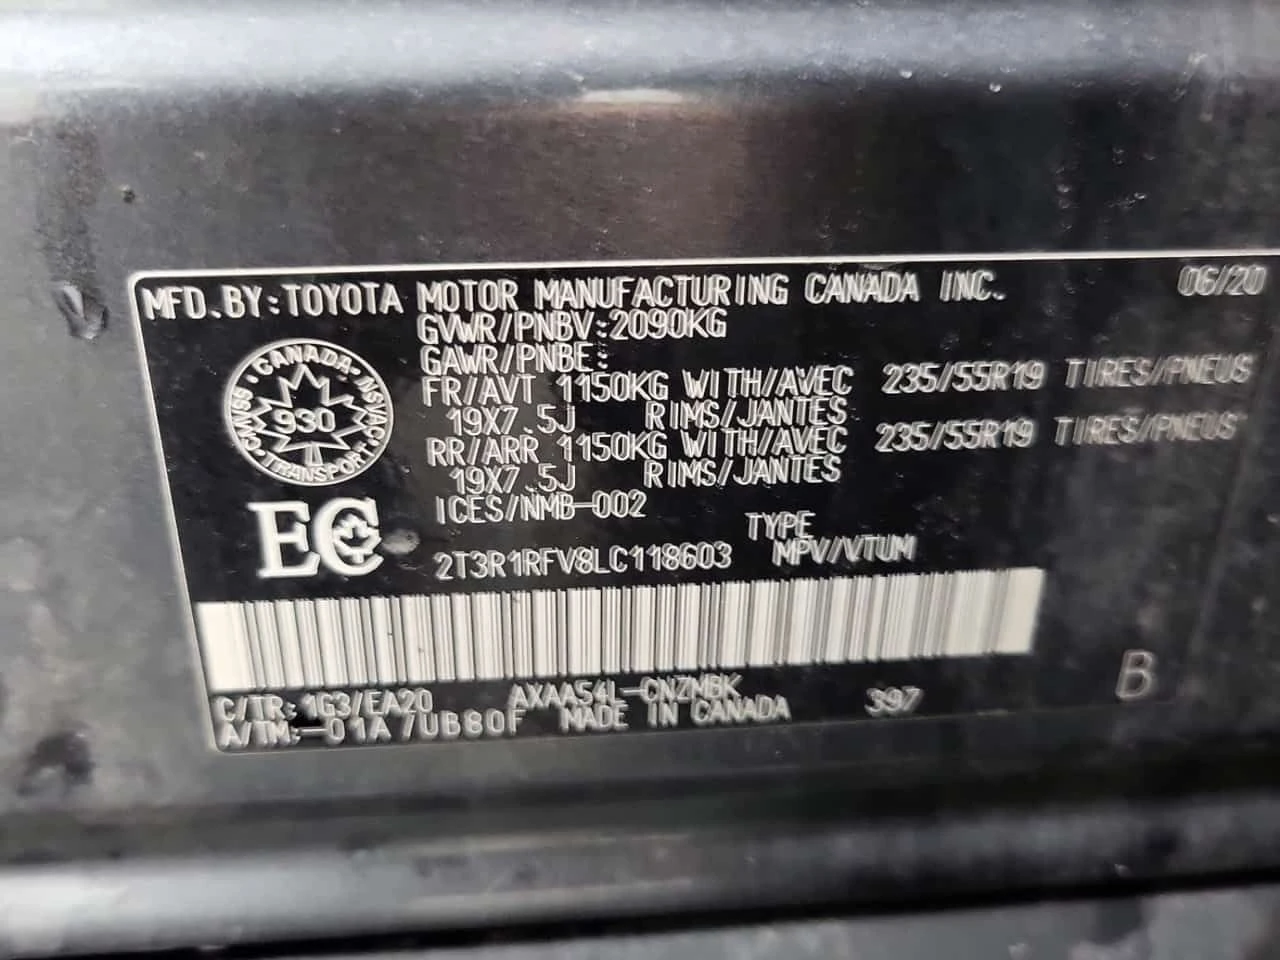 MFD.BY:TOYOTA MOTOR MANUFACTURING CANADA INC. 06/20
GVWR/PNBV:2090KG
GAWR/PNBE:
FR/AVT 1150KG WITH/AVEC 235/55R19 TIRES/PNEUS
19X7.5J RIMS/JANTES
RR/ARR 1150KG WITH/AVEC 235/55R19 TIRES/PNEUS
19X7.5J RIMS/JANTES
ICES/NMB-002
CANADA
930
TRANSPORT
NSVAC
CMVSS
EC
TYPE
2T3R1RFV8LC118603 MPV/VTUM
C/TR: 1G3/EA20 AXAA54L-CNZMBK 397 B
A/TM:-01A/UB80F MADE IN CANADA